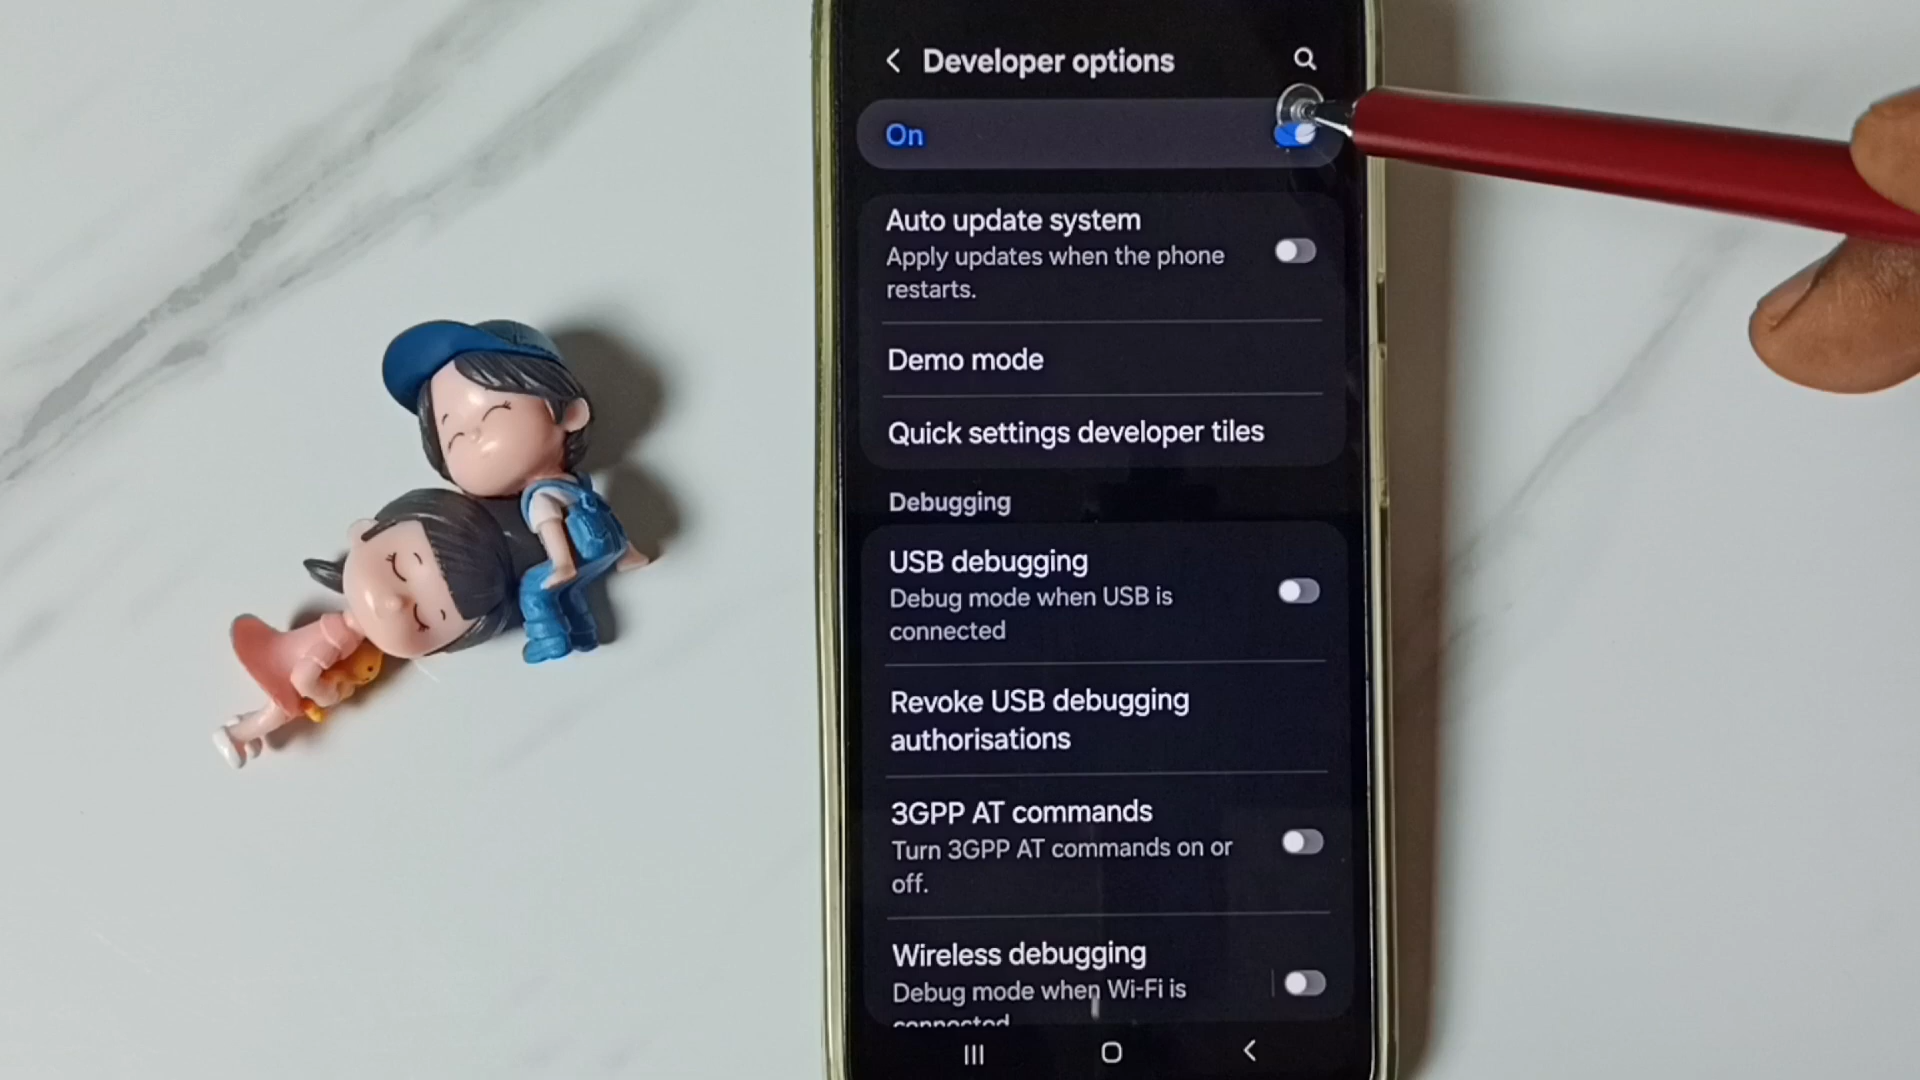 Developer options
On
Auto update system
Apply updates when the phone
restarts.
Demo mode
Quick settings developer tiles
Debugging
USB debugging
Debug mode when USB is
connected
Revoke USB debugging
authorisations
3GPP AT commands
Turn 3GPP AT commands on or
off.
Wireless debugging
Debug mode when Wi-Fi is
connected